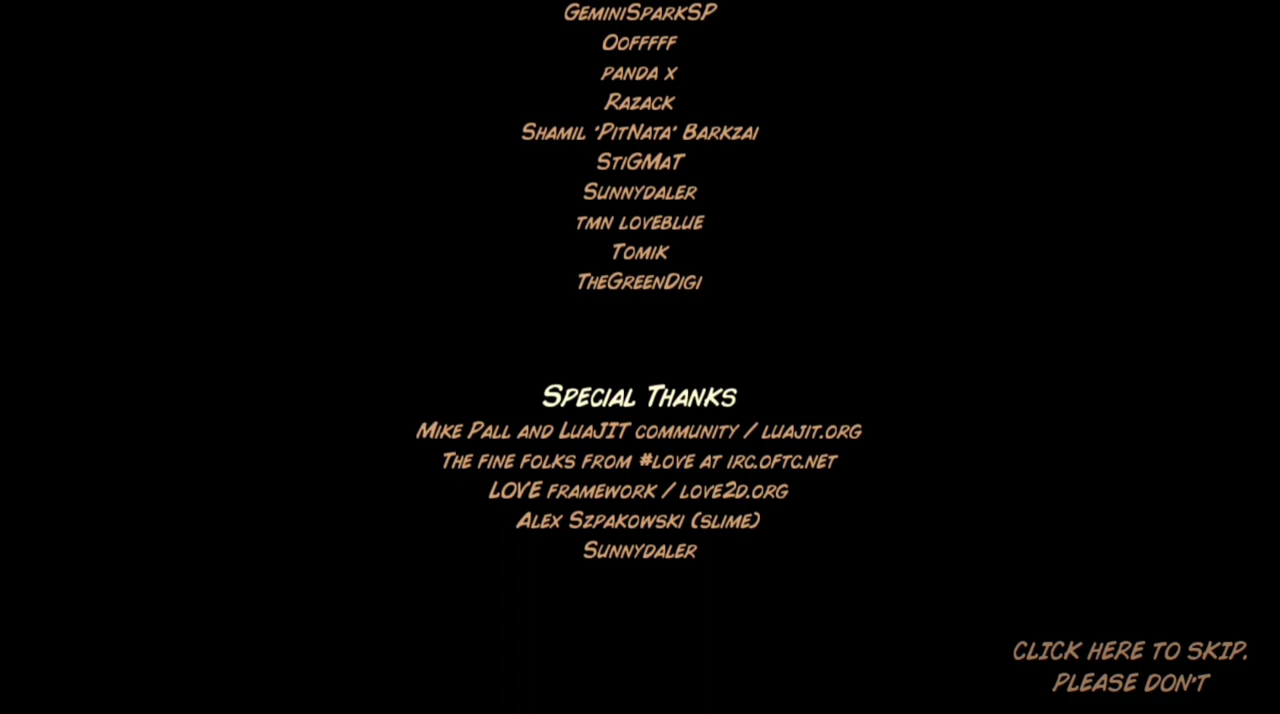 GeminiSparkSP
Oofffff
panda x
Razack
Shamil 'PitNata' Barkzai
StiGMaT
Sunnydaler
tmn loveblue
Tomik
TheGreenDigi
Special Thanks
Mike Pall and LuaJIT community / luajit.org
The fine folks from #love at irc.oftc.net
LOVE framework / love2d.org
Alex Szpakowski (slime)
Sunnydaler
CLICK HERE TO SKIP.
PLEASE DON'T